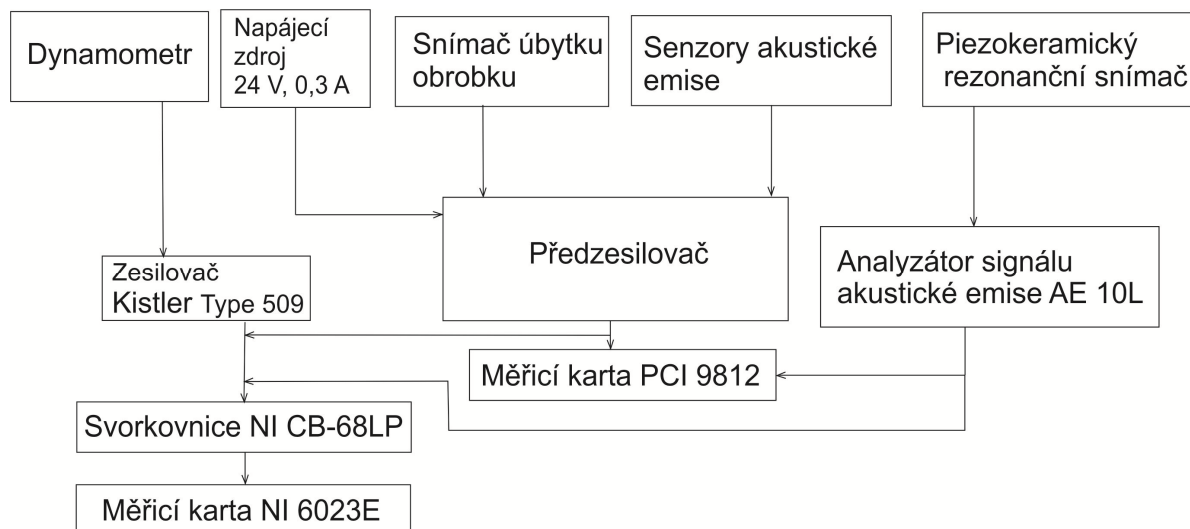 Dynamometr
Napájecí
zdroj
24 V, 0,3 A
Snímač úbytku
obrobku
Senzory akustické
emise
Piezokeramický
rezonanční snímač
Předzesilovač
Zesilovač
Kistler Type 509
Analyzátor signálu
akustické emise AE 10L
Měřicí karta PCI 9812
Svorkovnice NI CB-68LP
Měřicí karta NI 6023E